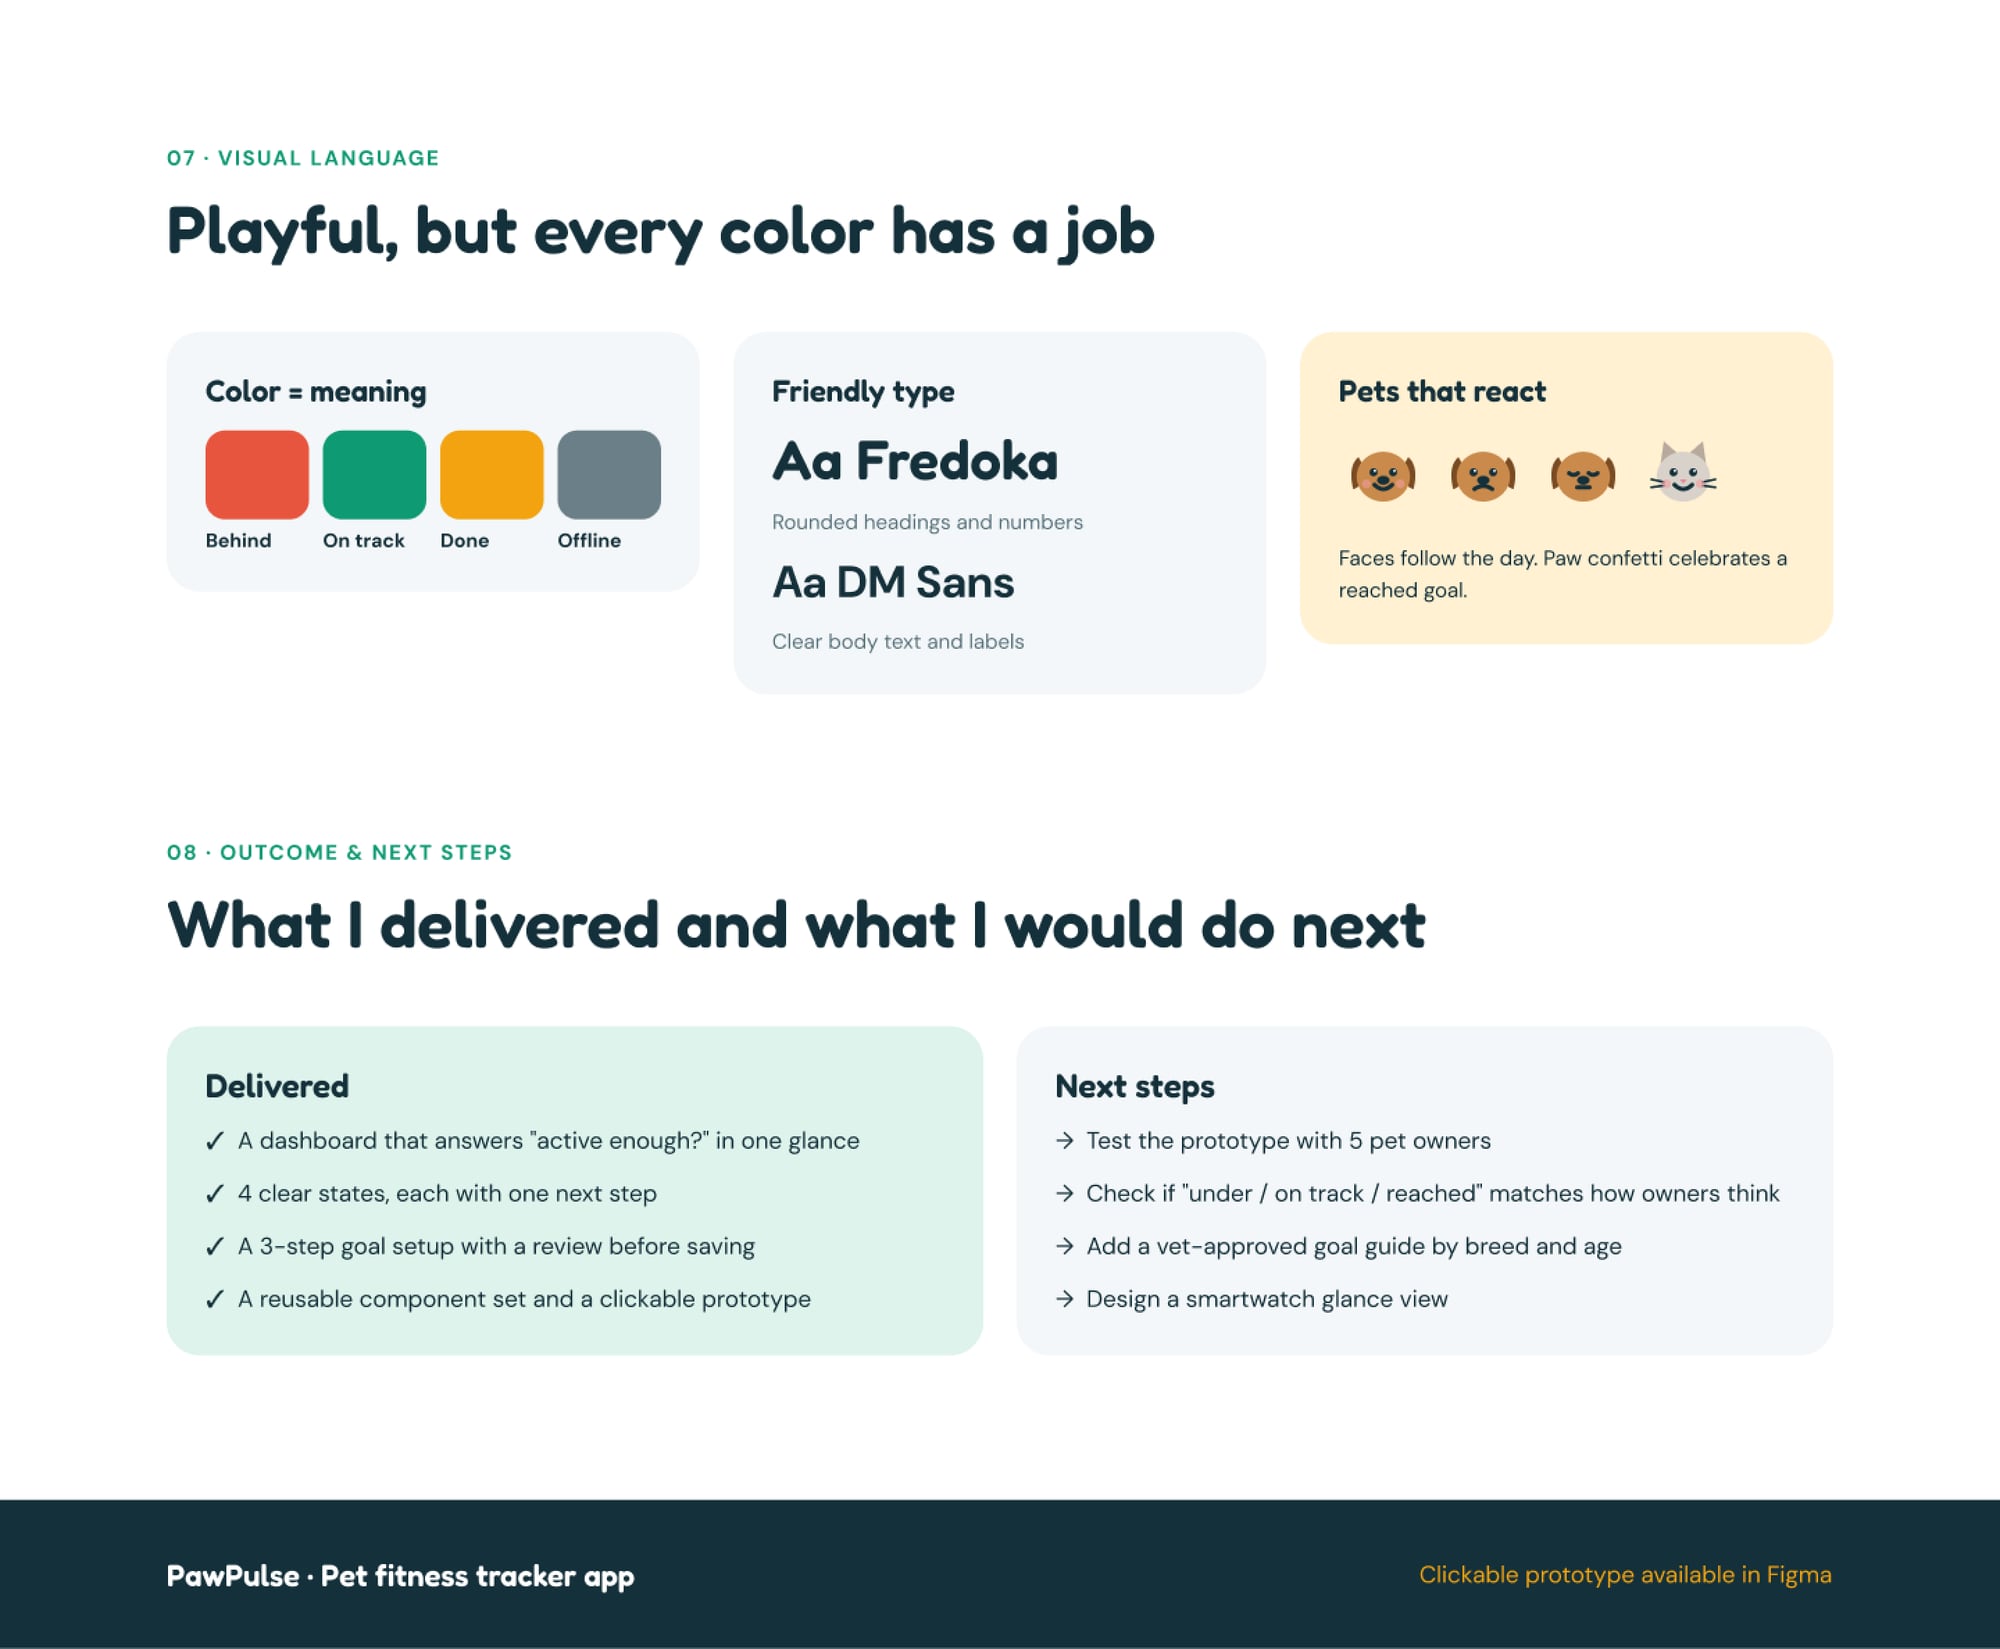 07 · VISUAL LANGUAGE
Playful, but every color has a job
Color = meaning
Behind
On track
Done
Offline
Friendly type
Aa Fredoka
Rounded headings and numbers
Aa DM Sans
Clear body text and labels
Pets that react
Faces follow the day. Paw confetti celebrates a
reached goal.
08 · OUTCOME & NEXT STEPS
What I delivered and what I would do next
Delivered
✓ A dashboard that answers "active enough?" in one glance
✓ 4 clear states, each with one next step
✓ A 3-step goal setup with a review before saving
✓ A reusable component set and a clickable prototype
Next steps
→ Test the prototype with 5 pet owners
→ Check if "under / on track / reached" matches how owners think
→ Add a vet-approved goal guide by breed and age
→ Design a smartwatch glance view
PawPulse · Pet fitness tracker app
Clickable prototype available in Figma